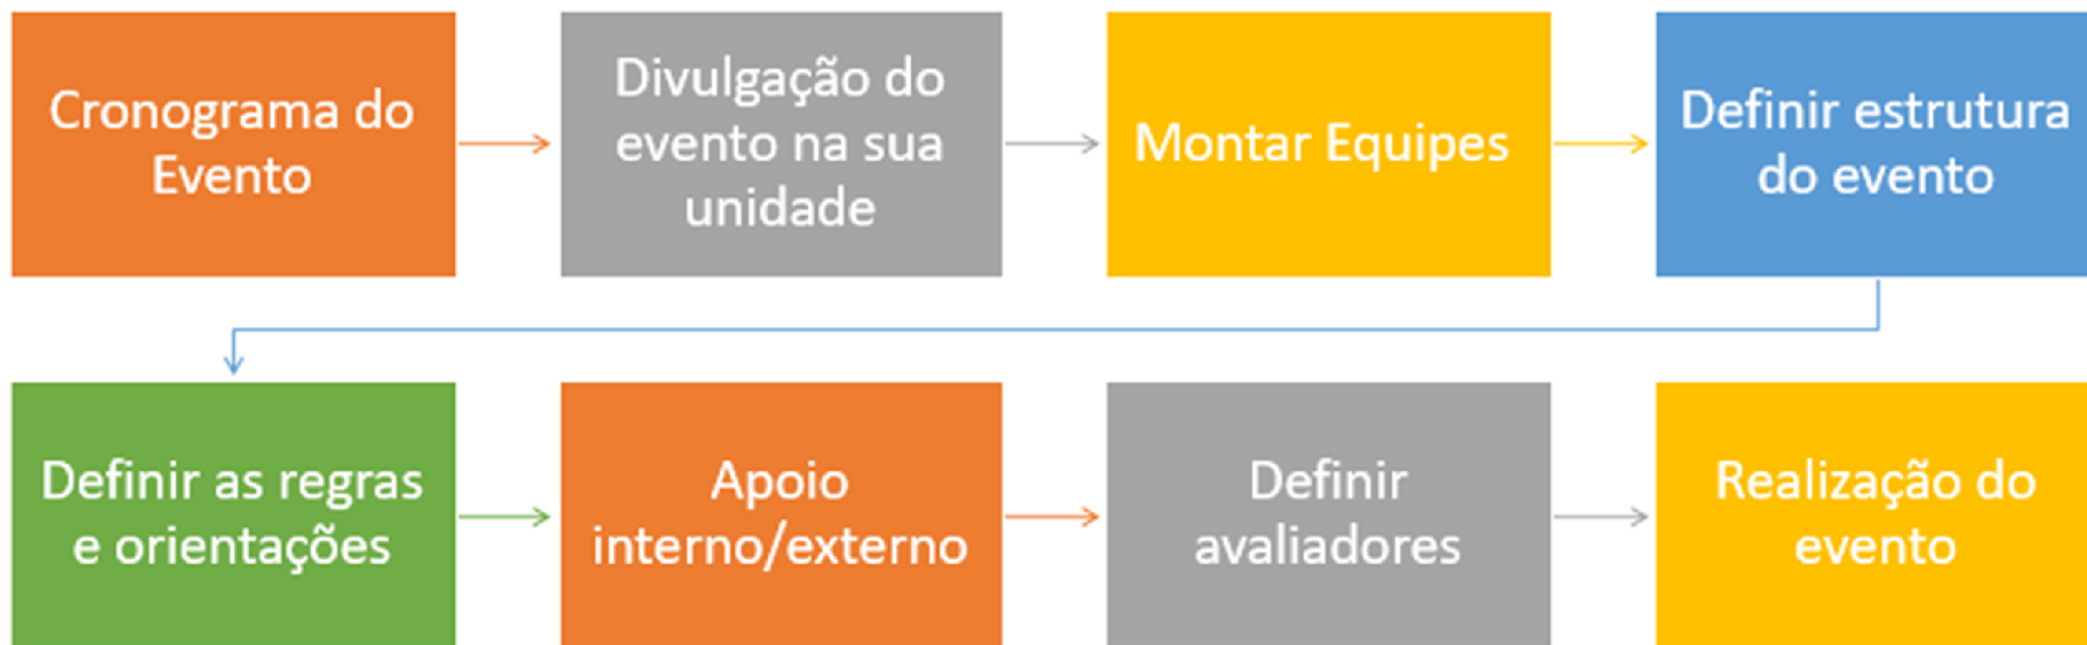 Cronograma do
Evento
Divulgação do
evento na sua
unidade
Montar Equipes
Definir estrutura
do evento
Definir as regras
e orientações
Apoio
interno/externo
Definir
avaliadores
Realização do
evento